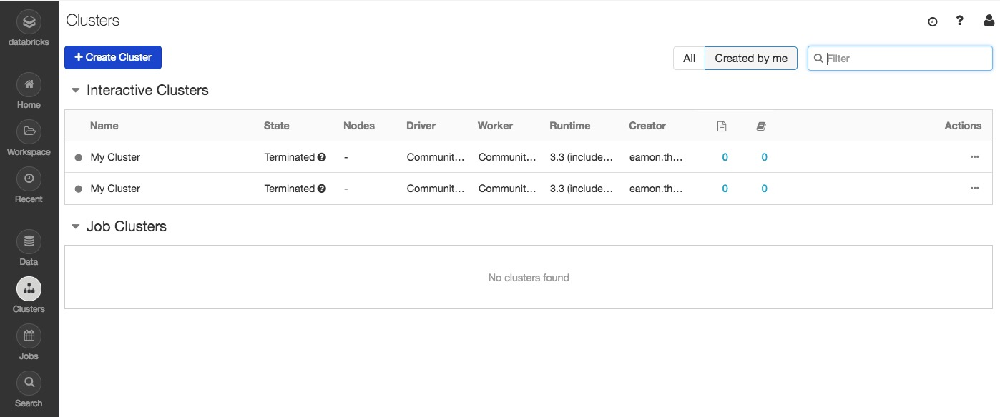 databricks
Home
Workspace
Recent
Data
Clusters
Jobs
Search
Clusters
?
+ Create Cluster
All
Created by me
Filter
Interactive Clusters
Name State Nodes Driver Worker Runtime Creator Actions
My Cluster Terminated ? - Communit... Communit... 3.3 (include... eamon.th... 0 0 ...
My Cluster Terminated ? - Communit... Communit... 3.3 (include... eamon.th... 0 0 ...
Job Clusters
No clusters found